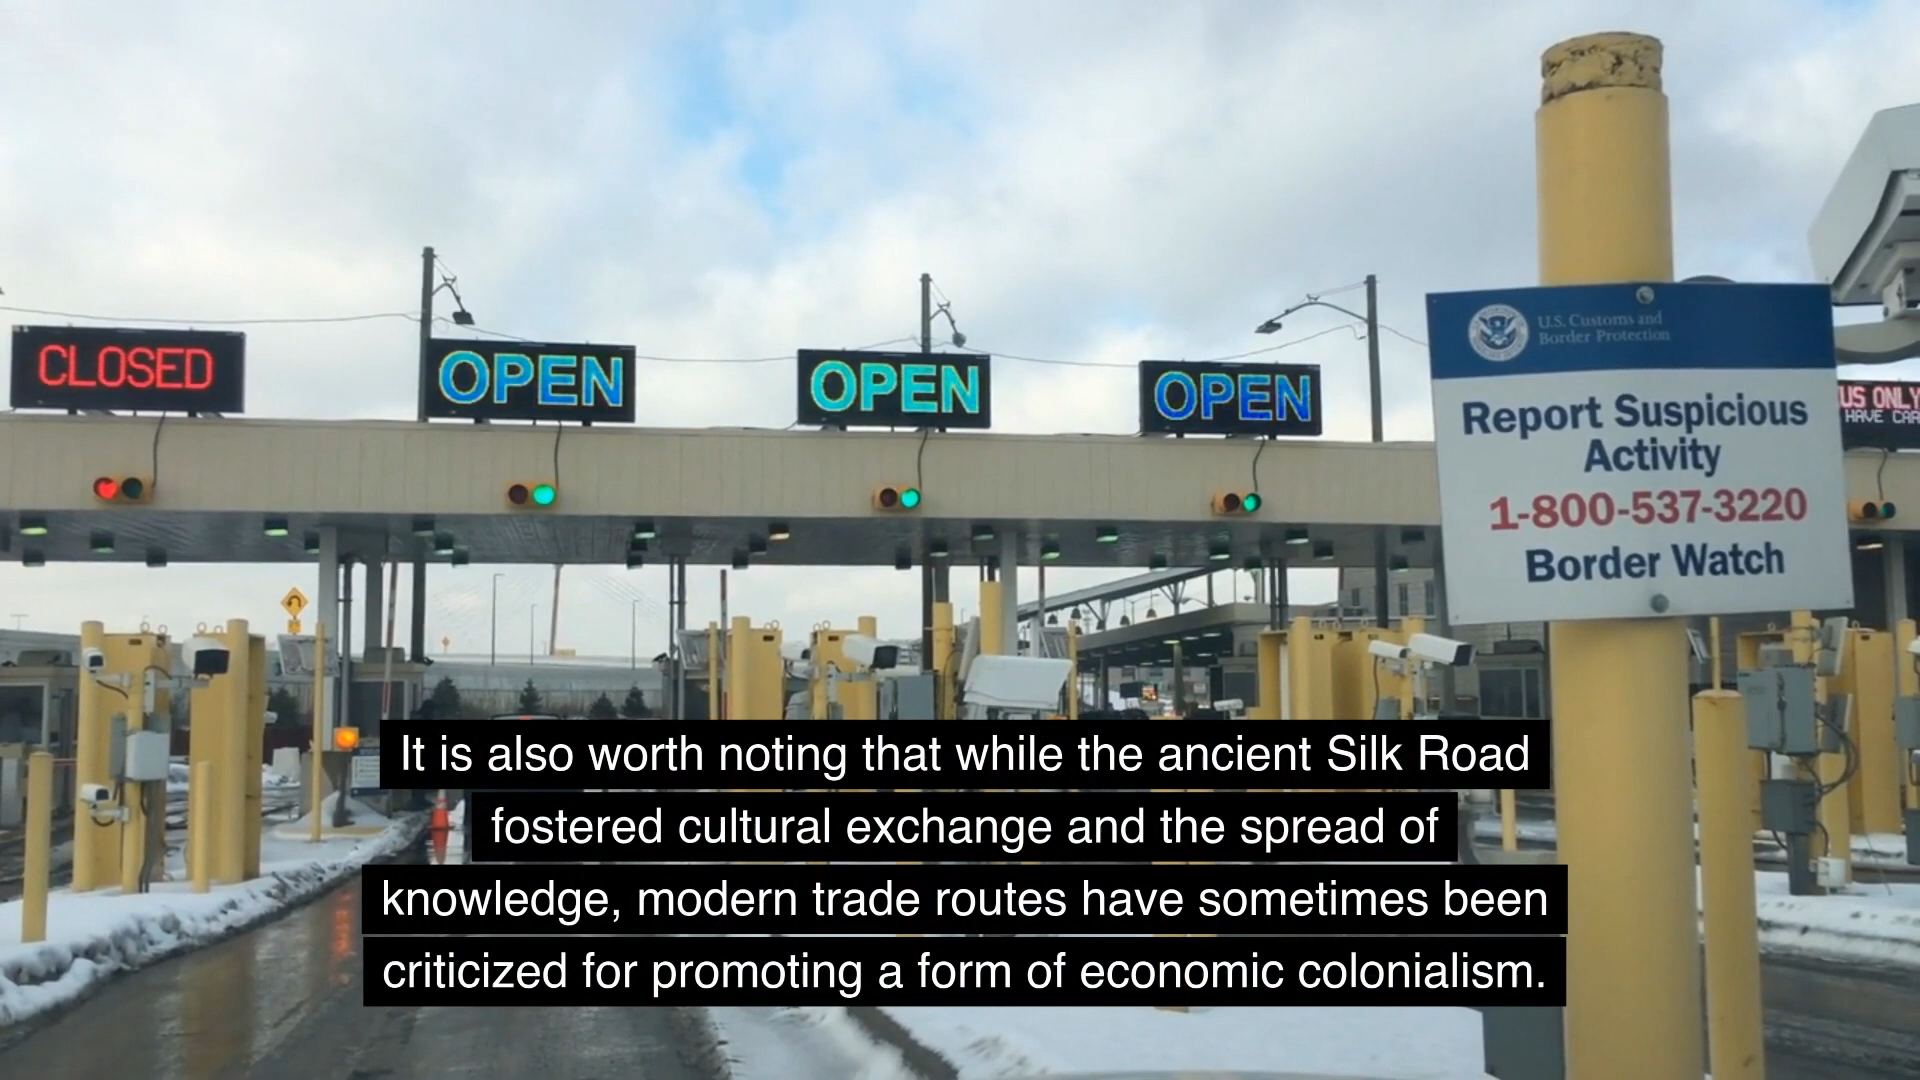 CLOSED
OPEN
OPEN
OPEN
U.S. Customs and
Border Protection
Report Suspicious
Activity
1-800-537-3220
Border Watch
US ONLY
HAVE CAR
It is also worth noting that while the ancient Silk Road
fostered cultural exchange and the spread of
knowledge, modern trade routes have sometimes been
criticized for promoting a form of economic colonialism.